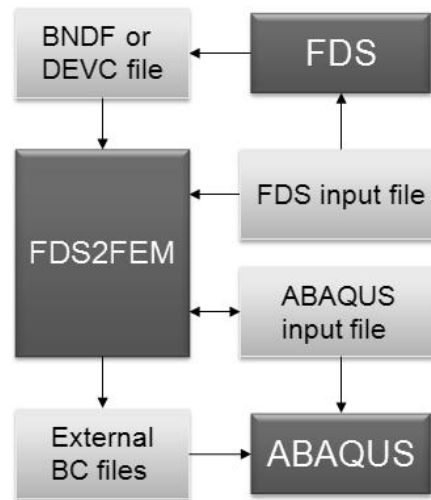 BNDF or
DEVC file
FDS
FDS2FEM
FDS input file
ABAQUS
input file
External
BC files
ABAQUS